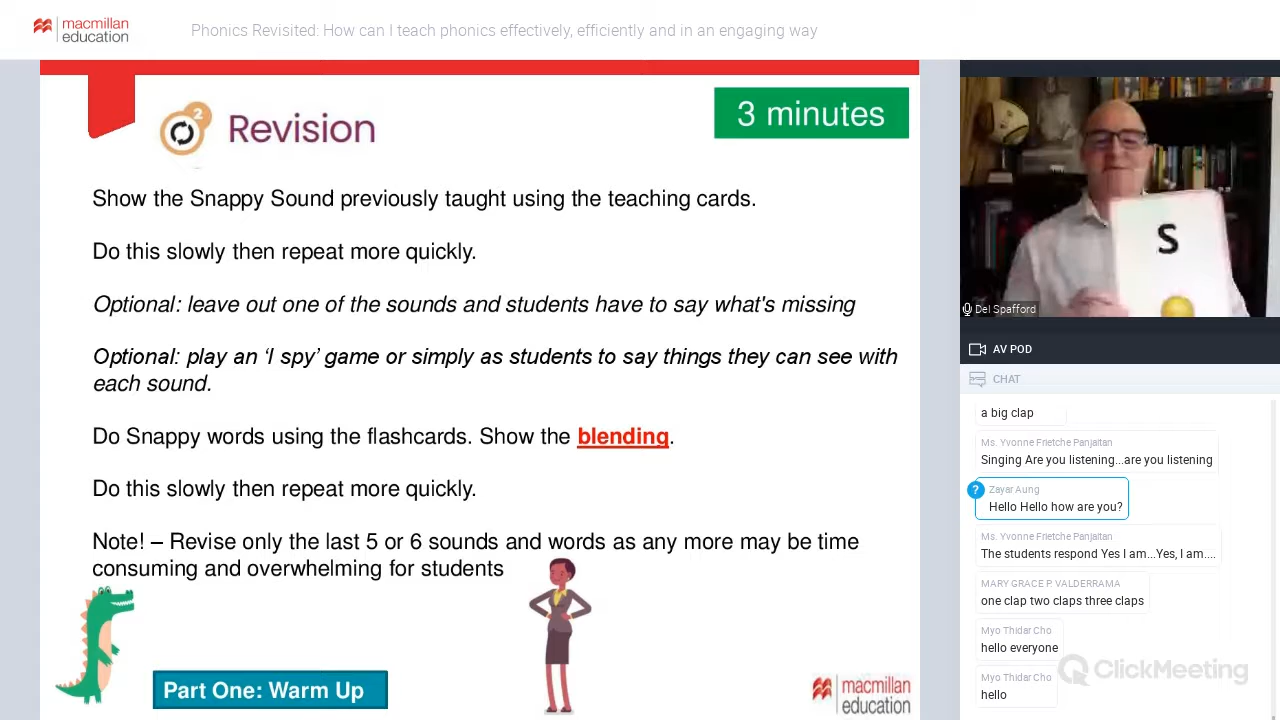 macmillan
education
Phonics Revisited: How can I teach phonics effectively, efficiently and in an engaging way
2
Revision
3 minutes
Show the Snappy Sound previously taught using the teaching cards.
Do this slowly then repeat more quickly.
Optional: leave out one of the sounds and students have to say what's missing
Optional: play an ‘I spy’ game or simply as students to say things they can see with
each sound.
Do Snappy words using the flashcards. Show the blending.
Do this slowly then repeat more quickly.
Note! – Revise only the last 5 or 6 sounds and words as any more may be time
consuming and overwhelming for students
Part One: Warm Up
macmillan
education
S
Del Spafford
AV POD
CHAT
a big clap
Ms. Yvonne Frietche Panjaitan
Singing Are you listening...are you listening
?
Zayar Aung
Hello Hello how are you?
Ms. Yvonne Frietche Panjaitan
The students respond Yes I am...Yes, I am....
MARY GRACE P. VALDERRAMA
one clap two claps three claps
Myo Thidar Cho
hello everyone
Myo Thidar Cho
hello
ClickMeeting